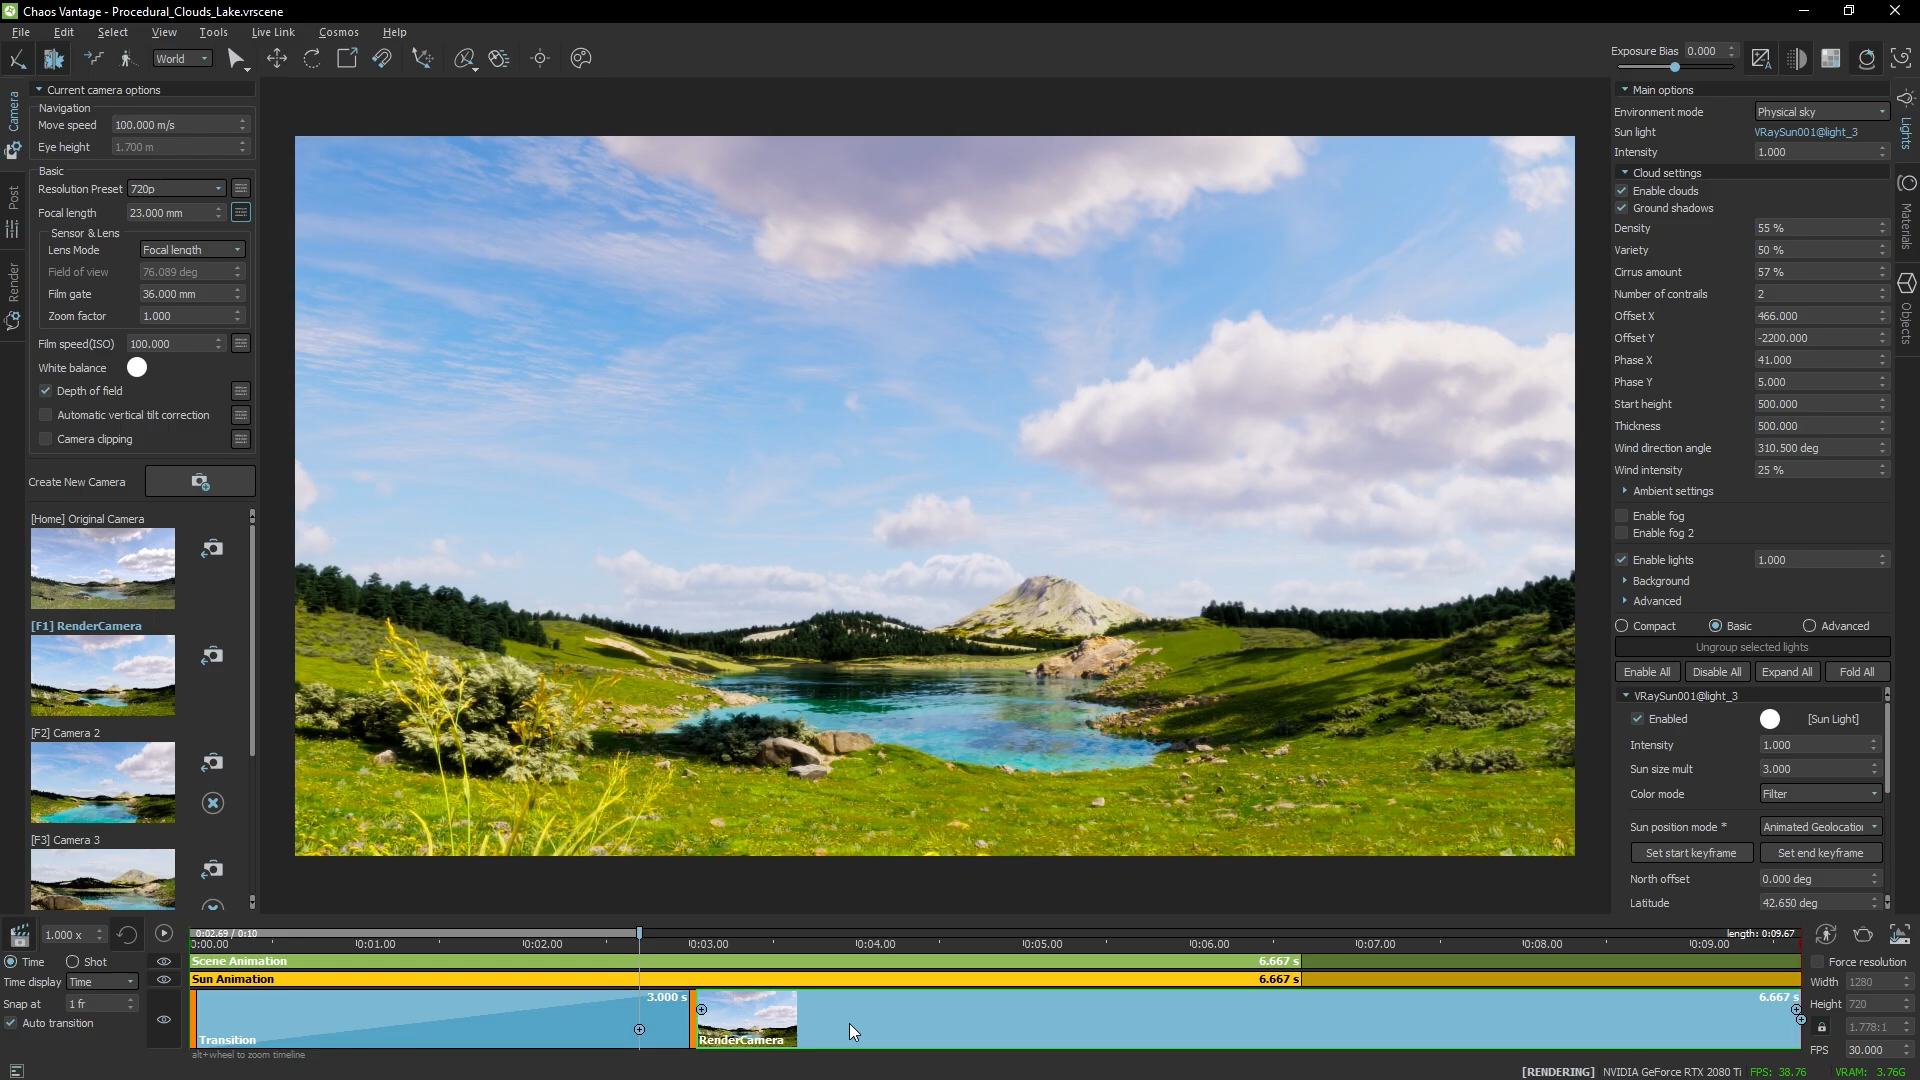 Chaos Vantage - Procedural_Clouds_Lake.vrscene
File Edit Select View Tools Live Link Cosmos Help
World
Exposure Bias 0.000
Camera
Post
Render
Current camera options
Navigation
Move speed 100.000 m/s
Eye height 1.700 m
Basic
Resolution Preset 720p
Focal length 23.000 mm
Sensor & Lens
Lens Mode Focal length
Field of view 76.089 deg
Film gate 36.000 mm
Zoom factor 1.000
Film speed(ISO) 100.000
White balance
Depth of field
Automatic vertical tilt correction
Camera clipping
Create New Camera
[Home] Original Camera
[F1] RenderCamera
[F2] Camera 2
[F3] Camera 3
Main options
Environment mode Physical sky
Sun light VRaySun001@light_3
Intensity 1.000
Cloud settings
Enable clouds
Ground shadows
Density 55 %
Variety 50 %
Cirrus amount 57 %
Number of contrails 2
Offset X 466.000
Offset Y -2200.000
Phase X 41.000
Phase Y 5.000
Start height 500.000
Thickness 500.000
Wind direction angle 310.500 deg
Wind intensity 25 %
Ambient settings
Enable fog
Enable fog 2
Enable lights 1.000
Background
Advanced
Compact Basic Advanced
Ungroup selected lights
Enable All Disable All Expand All Fold All
VRaySun001@light_3
Enabled [Sun Light]
Intensity 1.000
Sun size mult 3.000
Color mode Filter
Sun position mode * Animated Geolocation
Set start keyframe Set end keyframe
North offset 0.000 deg
Latitude 42.650 deg
Lights
Materials
Objects
1.000 x
0:02.69 / 0:10
length: 0:09.67
0:00.00 0:01.00 0:02.00 0:03.00 0:04.00 0:05.00 0:06.00 0:07.00 0:08.00 0:09.00
Time Shot
Time display Time
Snap at 1 fr
Auto transition
Scene Animation 6.667 s
Sun Animation 6.667 s
3.000 s 6.667 s
Transition RenderCamera
alt+wheel to zoom timeline
Force resolution
Width 1280
Height 720
1.778:1
FPS 30.000
[RENDERING] NVIDIA GeForce RTX 2080 Ti FPS: 38.76 VRAM: 3.76G